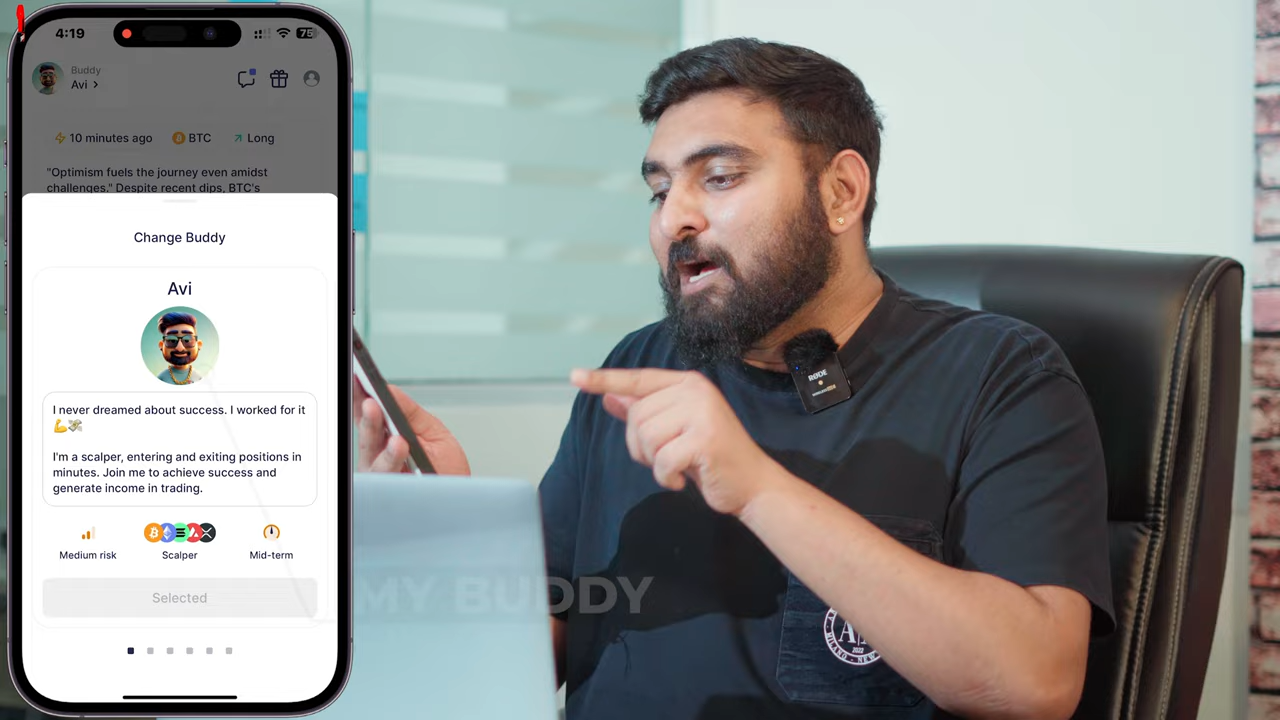 4:19
75
Buddy
Avi >
10 minutes ago
BTC
Long
"Optimism fuels the journey even amidst
challenges." Despite recent dips, BTC's
Change Buddy
Avi
I never dreamed about success. I worked for it
💪💸
I'm a scalper, entering and exiting positions in
minutes. Join me to achieve success and
generate income in trading.
Medium risk
Scalper
Mid-term
Selected
MY BUDDY
RØDE
2022